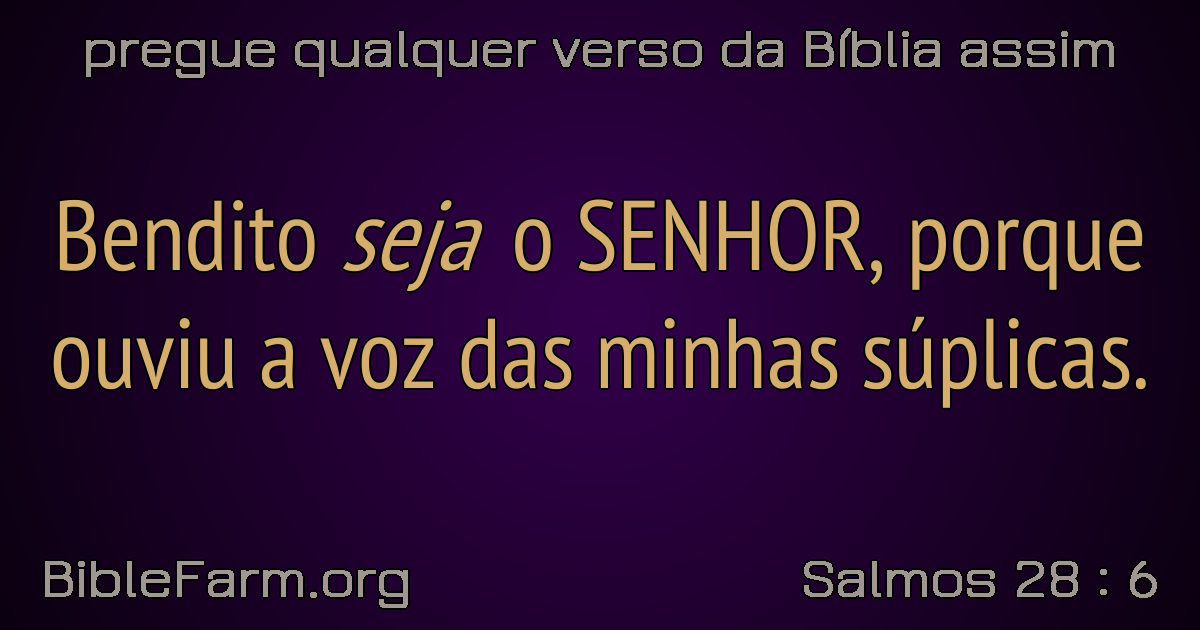 pregue qualquer verso da Bíblia assim
Bendito seja o SENHOR, porque
ouviu a voz das minhas súplicas.
BibleFarm.org
Salmos 28 : 6